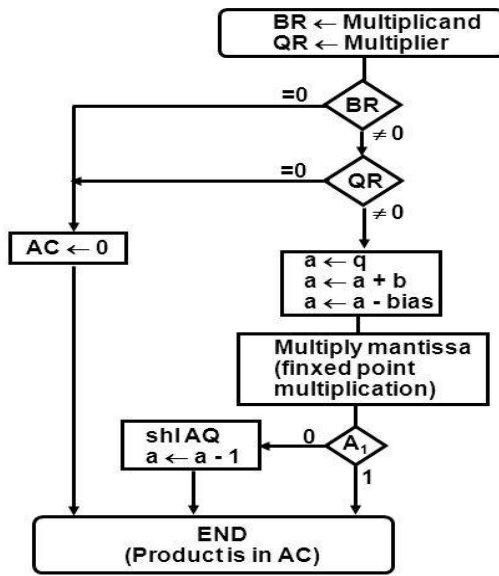 BR ← Multiplicand
QR ← Multiplier
=0
BR
≠ 0
=0
QR
≠ 0
AC ← 0
a ← q
a ← a + b
a ← a - bias
Multiply mantissa
(finxed point
multiplication)
shl AQ
a ← a - 1
0
A₁
1
END
(Product is in AC)